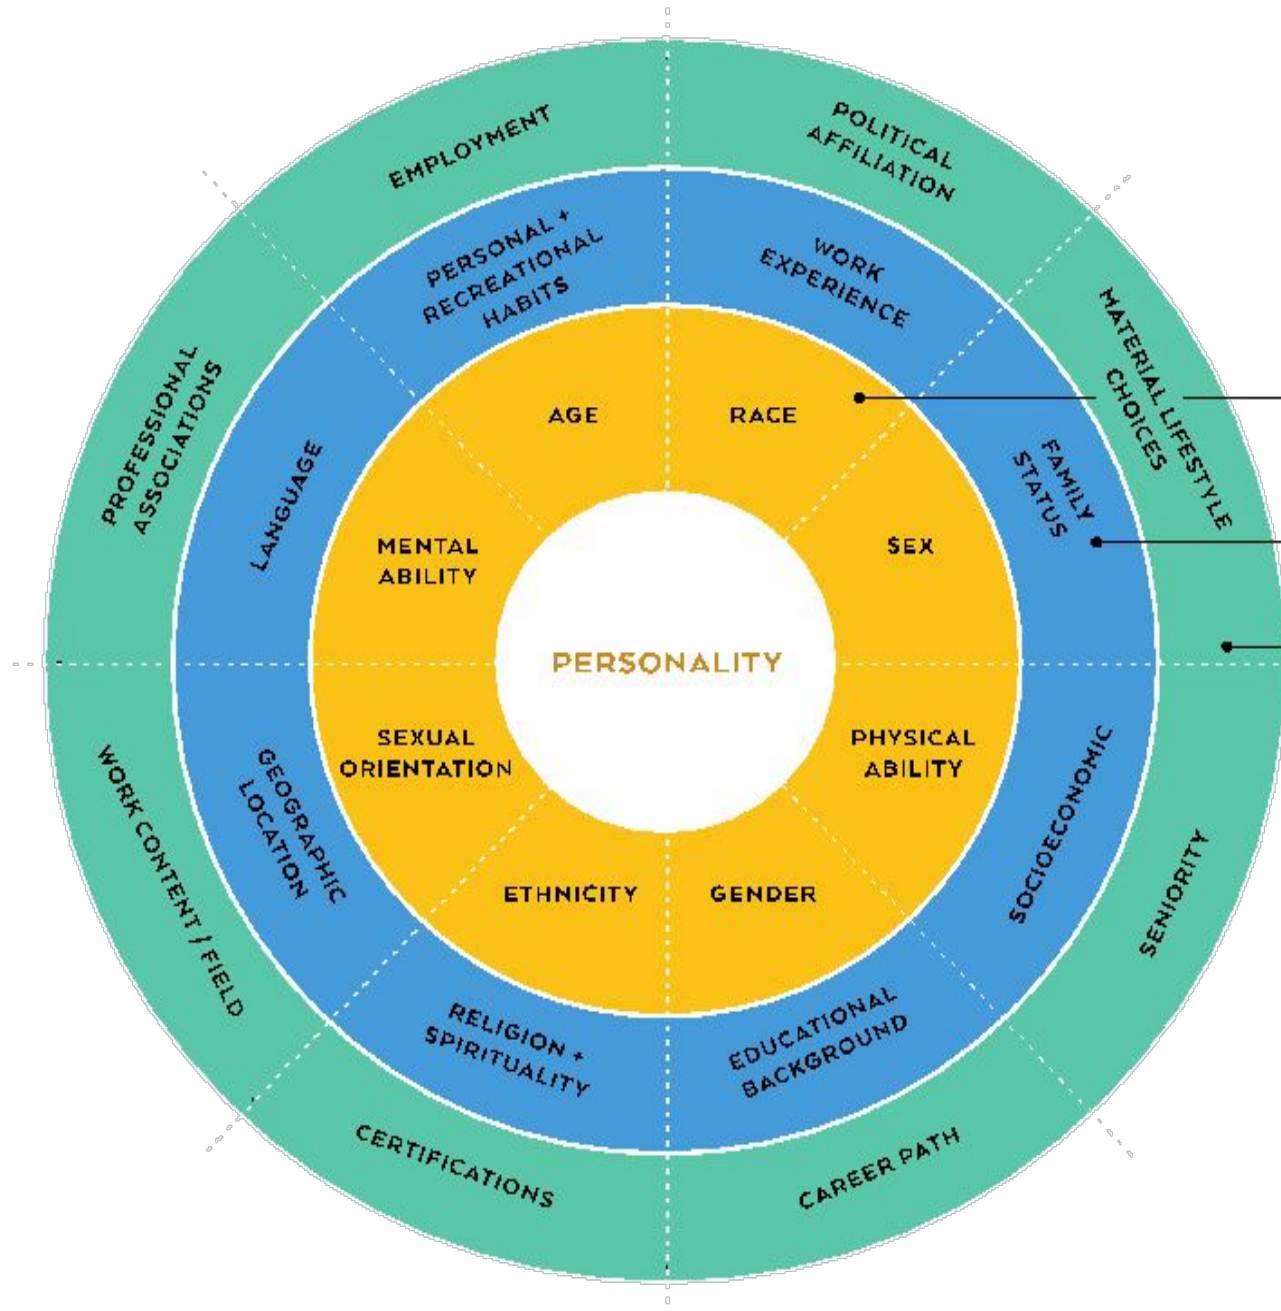 EMPLOYMENT
POLITICAL
AFFILIATION
PERSONAL +
RECREATIONAL
HABITS
WORK
EXPERIENCE
MATERIAL LIFESTYLE
CHOICES
PROFESSIONAL
ASSOCIATIONS
LANGUAGE
AGE
RACE
FAMILY
STATUS
MENTAL
ABILITY
SEX
PERSONALITY
SEXUAL
ORIENTATION
PHYSICAL
ABILITY
GEOGRAPHIC
LOCATION
SOCIOECONOMIC
WORK CONTENT / FIELD
SENIORITY
ETHNICITY
GENDER
RELIGION +
SPIRITUALITY
EDUCATIONAL
BACKGROUND
CERTIFICATIONS
CAREER PATH